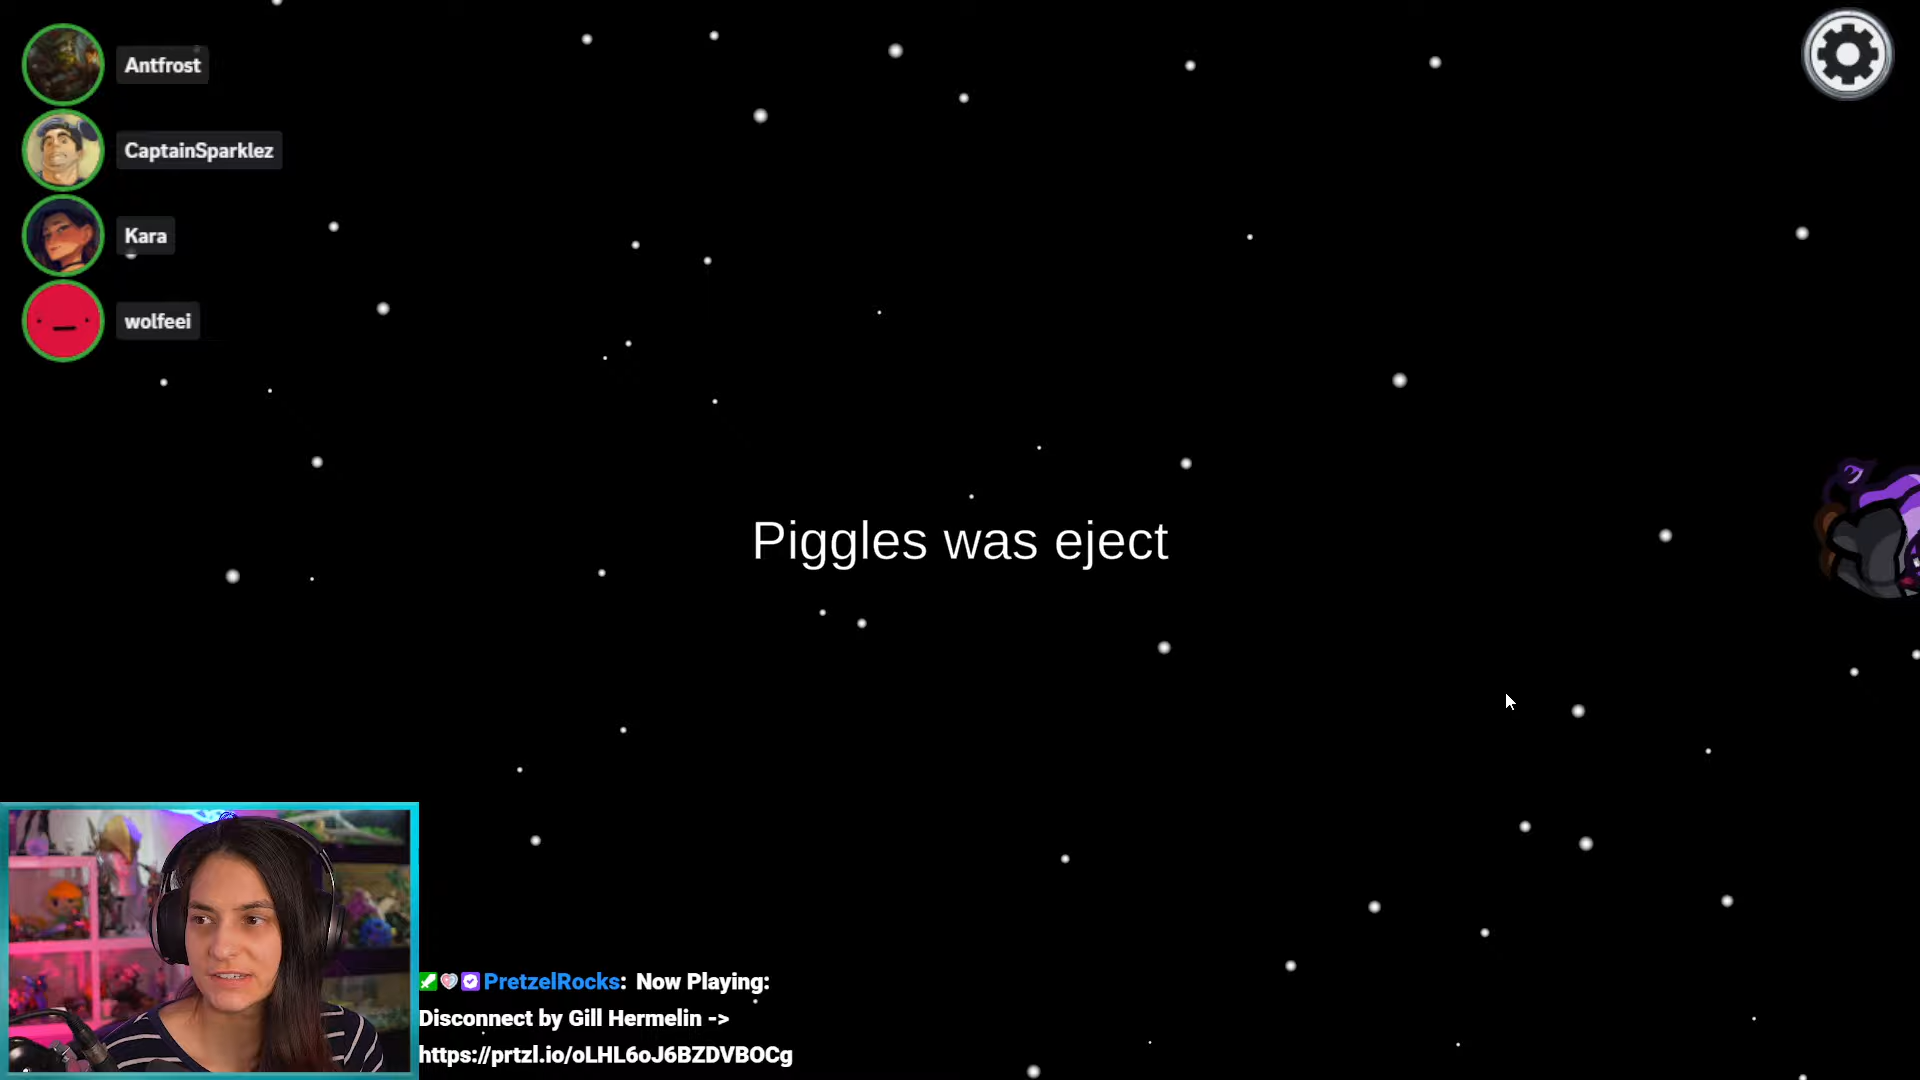 Antfrost
CaptainSparklez
Kara
wolfeei
Piggles was eject
PretzelRocks: Now Playing:
Disconnect by Gill Hermelin ->
https://prtzl.io/oLHL6oJ6BZDVBOCg